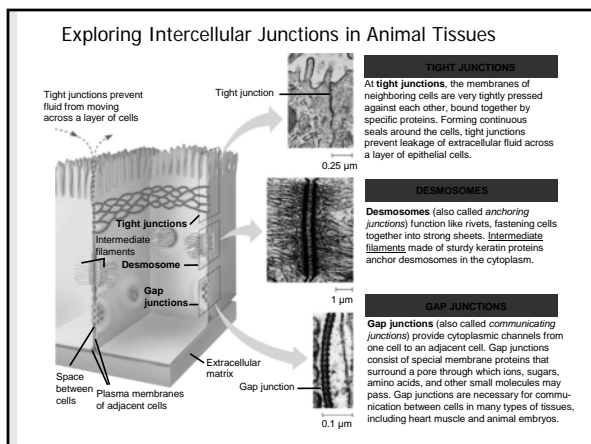 Exploring Intercellular Junctions in Animal Tissues
Tight junctions prevent
fluid from moving
across a layer of cells
Tight junction
0.25 µm
TIGHT JUNCTIONS
At tight junctions, the membranes of
neighboring cells are very tightly pressed
against each other, bound together by
specific proteins. Forming continuous
seals around the cells, tight junctions
prevent leakage of extracellular fluid across
a layer of epithelial cells.
Tight junctions
Intermediate
filaments
Desmosome
Gap
junctions
1 µm
DESMOSOMES
Desmosomes (also called anchoring
junctions) function like rivets, fastening cells
together into strong sheets. Intermediate
filaments made of sturdy keratin proteins
anchor desmosomes in the cytoplasm.
Space
between
cells
Plasma membranes
of adjacent cells
Extracellular
matrix
Gap junction
0.1 µm
GAP JUNCTIONS
Gap junctions (also called communicating
junctions) provide cytoplasmic channels from
one cell to an adjacent cell. Gap junctions
consist of special membrane proteins that
surround a pore through which ions, sugars,
amino acids, and other small molecules may
pass. Gap junctions are necessary for commu-
nication between cells in many types of tissues,
including heart muscle and animal embryos.